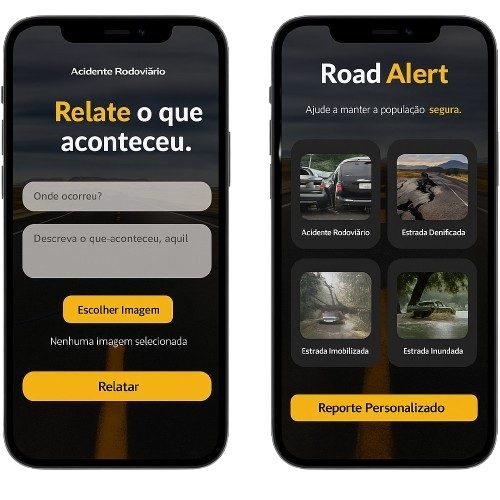 Acidente Rodoviário
Relate o que
aconteceu.
Onde ocorreu?
Descreva o que-aconteceu, aquil
Escolher Imagem
Nenhuma imagem selecionada
Relatar
Road Alert
Ajude a manter a população segura.
Acidente Rodoviário
Estrada Denificada
Estrada Imobilizada
Estrada Inundada
Reporte Personalizado